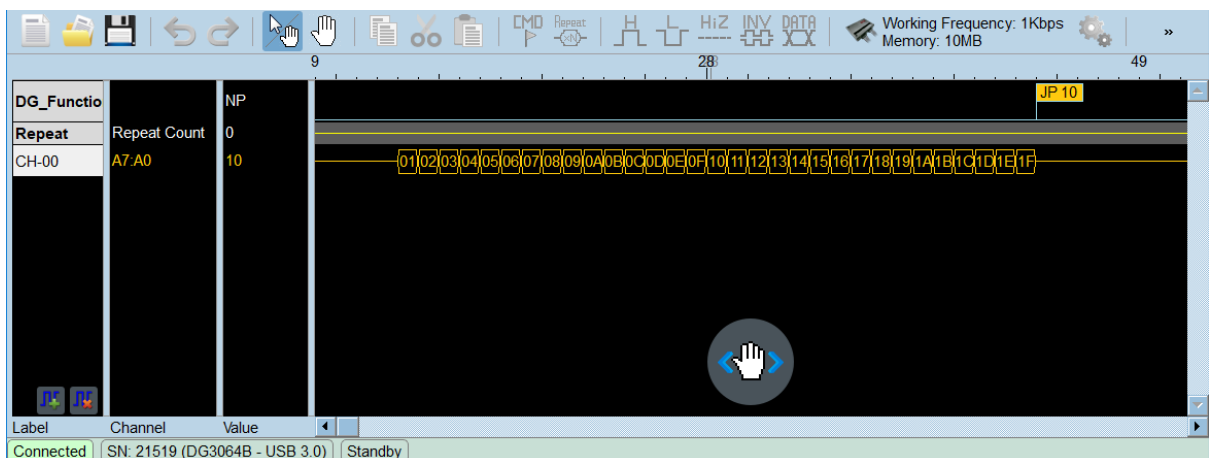 CMD Repeat H L HiZ INV DATA
<N>
Working Frequency: 1Kbps
Memory: 10MB
»
9 28 49
DG_Functio NP JP 10
Repeat Repeat Count 0
CH-00 A7:A0 10 01 02 03 04 05 06 07 08 09 0A 0B 0C 0D 0E 0F 10 11 12 13 14 15 16 17 18 19 1A 1B 1C 1D 1E 1F
Label Channel Value
Connected SN: 21519 (DG3064B - USB 3.0) Standby